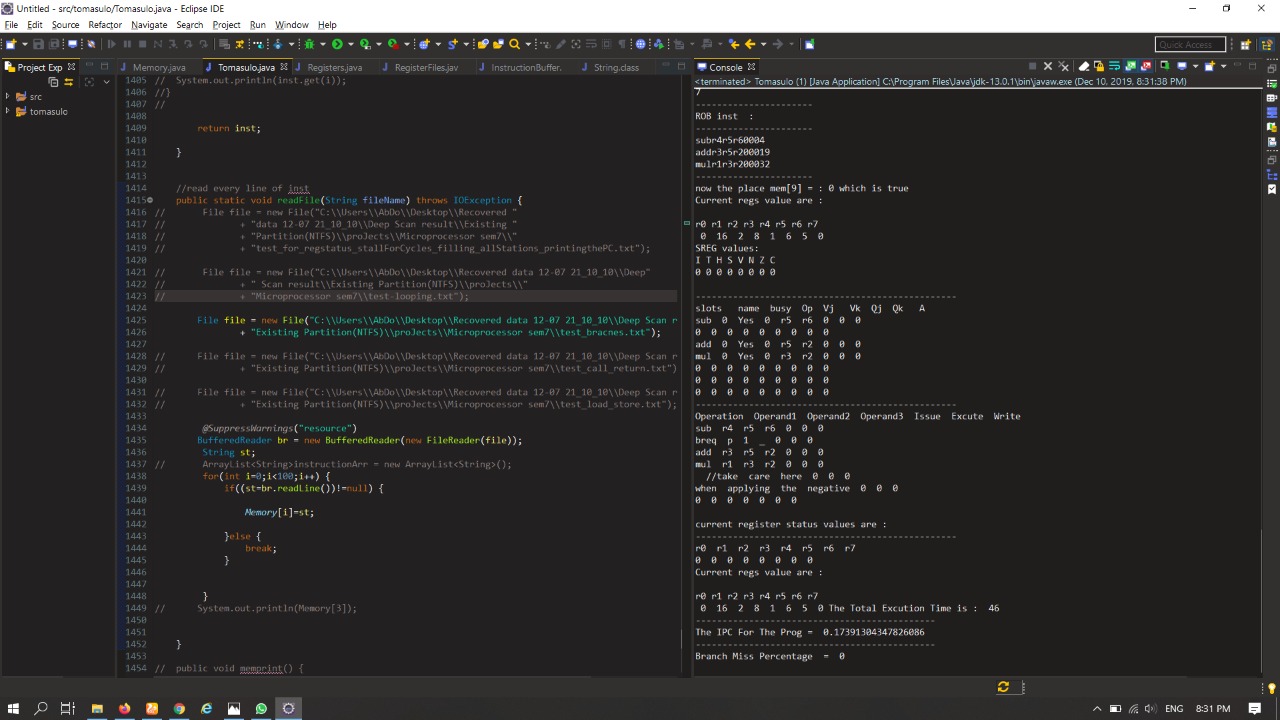 Untitled - src/tomasulo/Tomasulo.java - Eclipse IDE
File Edit Source Refactor Navigate Search Project Run Window Help
Quick Access
Project Exp
Memory.java Tomasulo.java Registers.java RegisterFiles.jav InstructionBuffer. String.class
Console
<terminated> Tomasulo (1) [Java Application] C:\Program Files\Java\jdk-13.0.1\bin\javaw.exe (Dec 10, 2019, 8:31:38 PM)
src
tomasulo
1405 // System.out.println(inst.get(i));
1406 //}
1407 //
1408
1409 return inst;
1410
1411 }
1412
1413
1414 //read every line of inst
1415 public static void readFile(String fileName) throws IOException {
1416 // File file = new File("C:\\Users\\AbDo\\Desktop\\Recovered "
1417 // + "data 12-07 21_10_10\\Deep Scan result\\Existing "
1418 // + "Partition(NTFS)\\proJects\\Microprocessor sem7\\"
1419 // + "test_for_regstatus_stallForCycles_filling_allStations_printingthePC.txt");
1420
1421 // File file = new File("C:\\Users\\AbDo\\Desktop\\Recovered data 12-07 21_10_10\\Deep"
1422 // + " Scan result\\Existing Partition(NTFS)\\proJects\\"
1423 // + "Microprocessor sem7\\test-looping.txt");
1424
1425 File file = new File("C:\\Users\\AbDo\\Desktop\\Recovered data 12-07 21_10_10\\Deep Scan r
1426 + "Existing Partition(NTFS)\\proJects\\Microprocessor sem7\\test_bracnes.txt");
1427
1428 // File file = new File("C:\\Users\\AbDo\\Desktop\\Recovered data 12-07 21_10_10\\Deep Scan r
1429 // + "Existing Partition(NTFS)\\proJects\\Microprocessor sem7\\test_call_return.txt")
1430
1431 // File file = new File("C:\\Users\\AbDo\\Desktop\\Recovered data 12-07 21_10_10\\Deep Scan r
1432 // + "Existing Partition(NTFS)\\proJects\\Microprocessor sem7\\test_load_store.txt");
1433
1434 @SuppressWarnings("resource")
1435 BufferedReader br = new BufferedReader(new FileReader(file));
1436 String st;
1437 // ArrayList<String>instructionArr = new ArrayList<String>();
1438 for(int i=0;i<100;i++) {
1439 if((st=br.readLine())!=null) {
1440
1441 Memory[i]=st;
1442
1443 }else {
1444 break;
1445 }
1446
1447
1448 }
1449 // System.out.println(Memory[3]);
1450
1451
1452 }
1453
1454 // public void memprint() {
7
----------------------
ROB inst :
----------------------
subr4r5r60004
addr3r5r200019
mulr1r3r200032
----------------------
now the place mem[9] = : 0 which is true
Current regs value are :
r0 r1 r2 r3 r4 r5 r6 r7
0 16 2 8 1 6 5 0
SREG values:
I T H S V N Z C
0 0 0 0 0 0 0 0
-------------------------------------------------
slots name busy Op Vj Vk Qj Qk A
sub 0 Yes 0 r5 r6 0 0 0
0 0 0 0 0 0 0 0 0
add 0 Yes 0 r5 r2 0 0 0
mul 0 Yes 0 r3 r2 0 0 0
0 0 0 0 0 0 0 0 0
0 0 0 0 0 0 0 0 0
0 0 0 0 0 0 0 0 0
-------------------------------------------------
Operation Operand1 Operand2 Operand3 Issue Excute Write
sub r4 r5 r6 0 0 0
breq p 1 _ 0 0 0
add r3 r5 r2 0 0 0
mul r1 r3 r2 0 0 0
//take care here 0 0 0
when applying the negative 0 0 0
0 0 0 0 0 0 0
current register status values are :
-------------------------------------------------
r0 r1 r2 r3 r4 r5 r6 r7
0 0 0 0 0 0 0 0
Current regs value are :
r0 r1 r2 r3 r4 r5 r6 r7
0 16 2 8 1 6 5 0 The Total Excution Time is : 46
---------------------------------------------
The IPC For The Prog = 0.17391304347826086
---------------------------------------------
Branch Miss Percentage = 0
ENG 8:31 PM